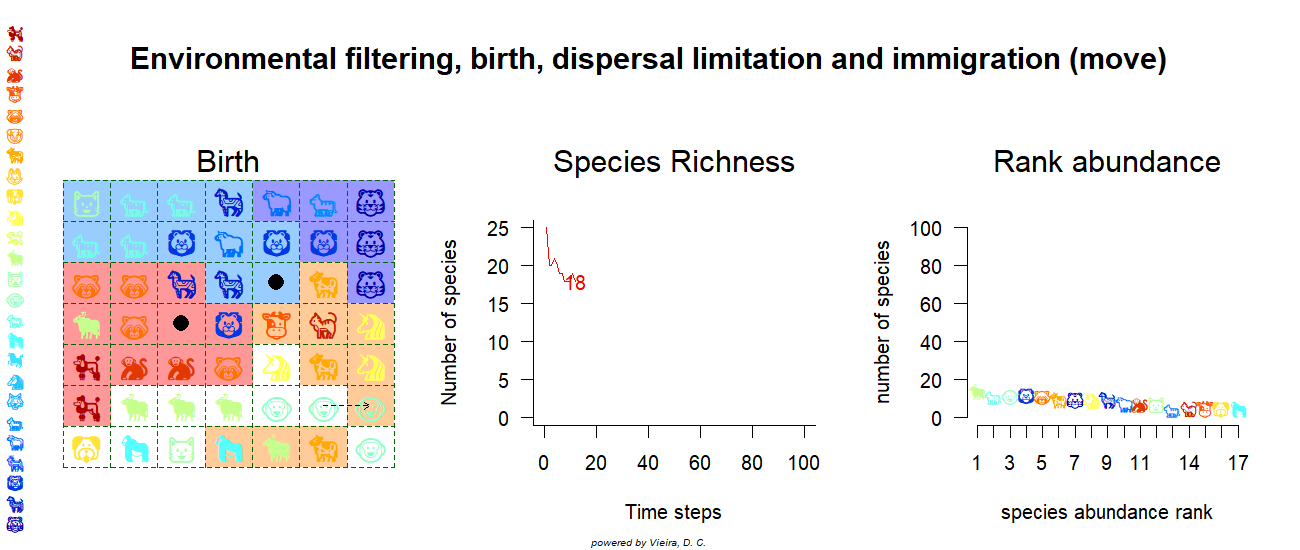 Environmental filtering, birth, dispersal limitation and immigration (move)
Birth
Species Richness
Rank abundance
Number of species
25
20
15
10
5
0
18
0 20 40 60 80 100
Time steps
number of species
100
80
60
40
20
0
1 3 5 7 9 11 14 17
species abundance rank
powered by Vieira, D. C.